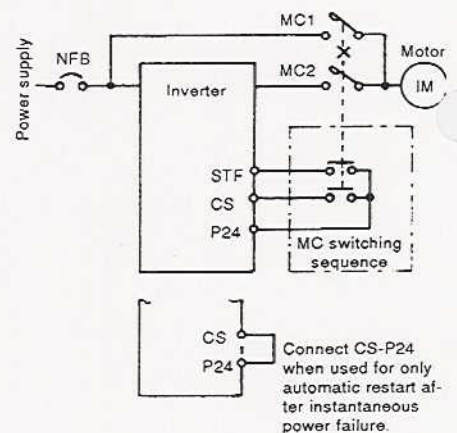 Power supply
NFB
MC1
MC2
Motor
IM
Inverter
STF
CS
P24
MC switching
sequence
CS
P24
Connect CS-P24
when used for only
automatic restart af-
ter instantaneous
power failure.